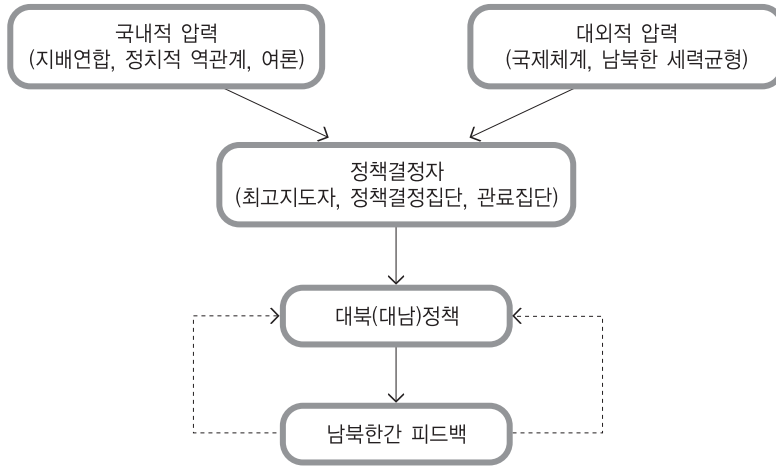 국내적 압력
(지배연합, 정치적 역관계, 여론)
대외적 압력
(국제체계, 남북한 세력균형)
정책결정자
(최고지도자, 정책결정집단, 관료집단)
대북(대남)정책
남북한간 피드백